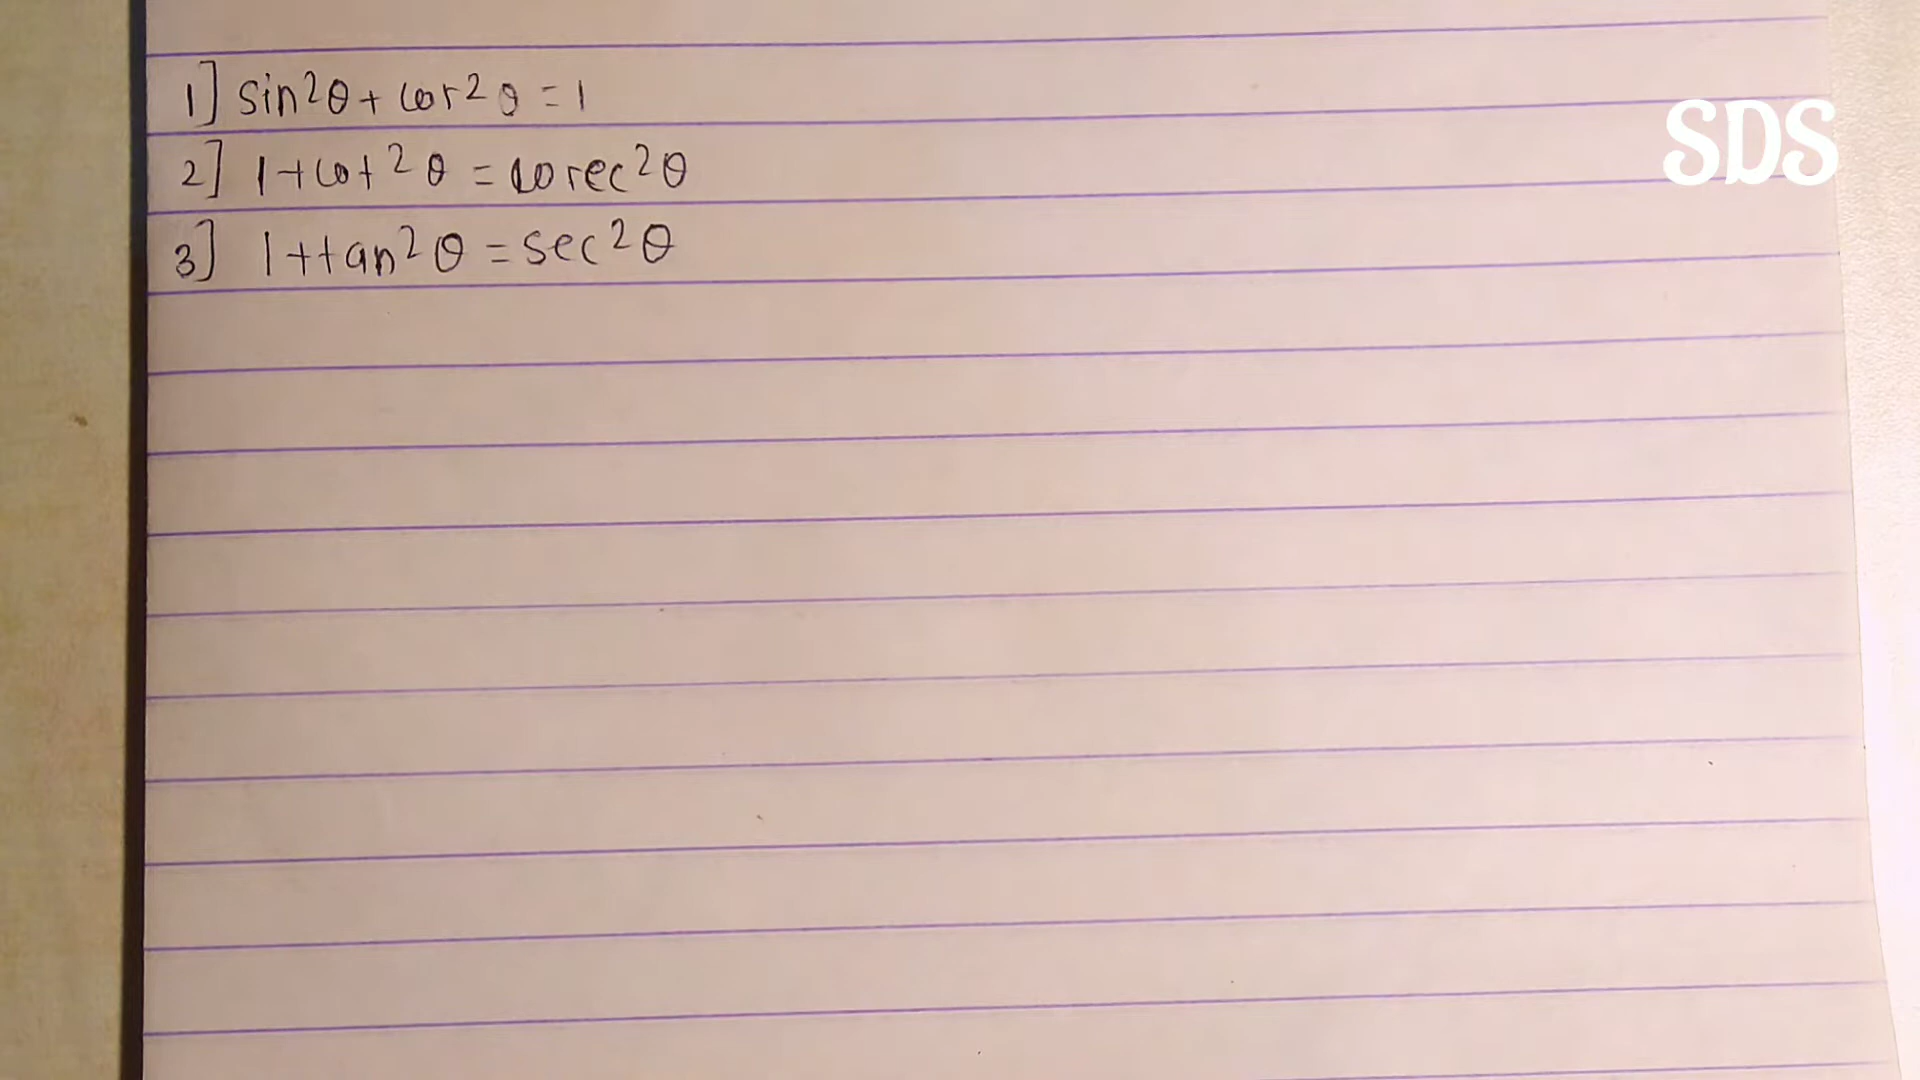 1] sin²θ + cos²θ = 1
2] 1 + cot²θ = cosec²θ
3] 1 + tan²θ = sec²θ
SDS